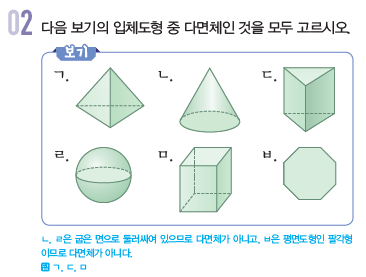 02 다음 보기의 입체도형 중 다면체인 것을 모두 고르시오.
보기
ㄱ. ㄴ. ㄷ.
ㄹ. ㅁ. ㅂ.
ㄴ, ㄹ은 굽은 면으로 둘러싸여 있으므로 다면체가 아니고, ㅂ은 평면도형인 팔각형
이므로 다면체가 아니다.
답 ㄱ, ㄷ, ㅁ